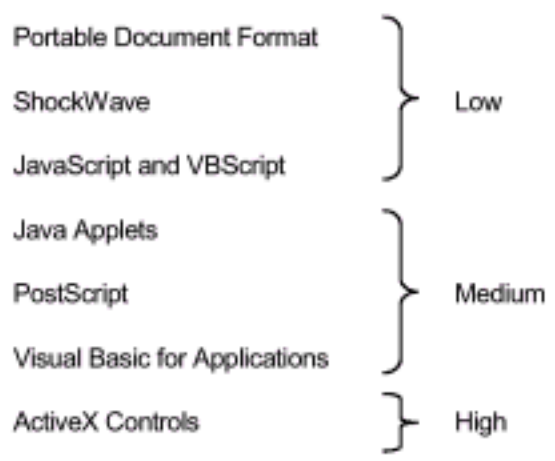 Portable Document Format
ShockWave
Low
JavaScript and VBScript
Java Applets
PostScript
Medium
Visual Basic for Applications
ActiveX Controls
High